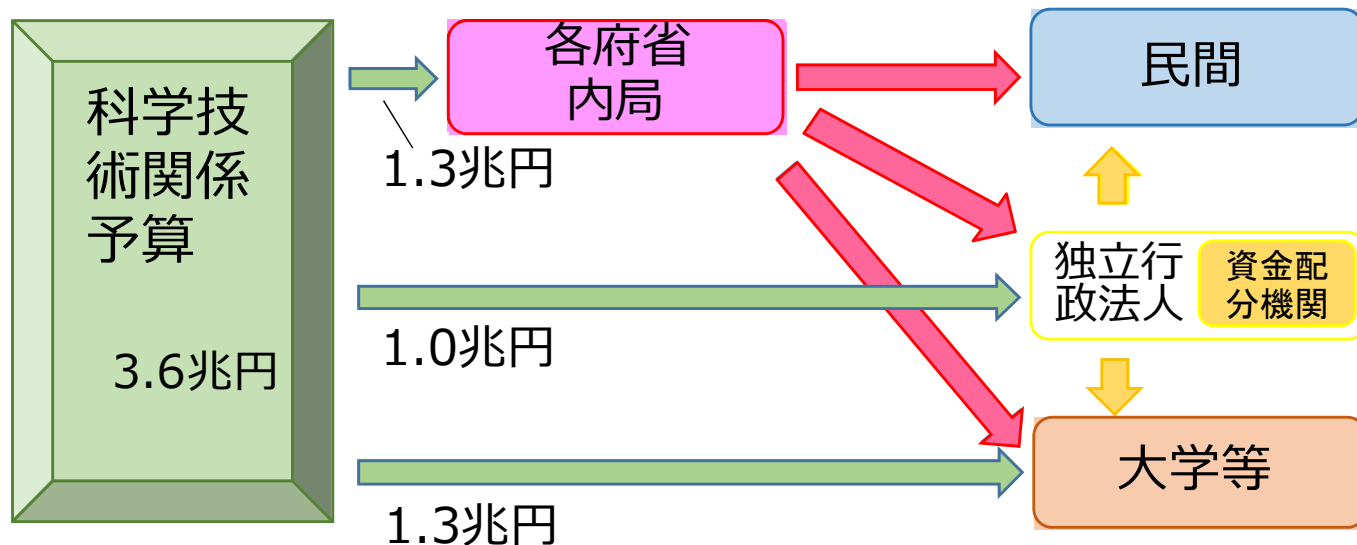 科学技
術関係
予算
3.6兆円
各府省
内局
1.3兆円
1.0兆円
1.3兆円
民間
独立行
政法人
資金配
分機関
大学等